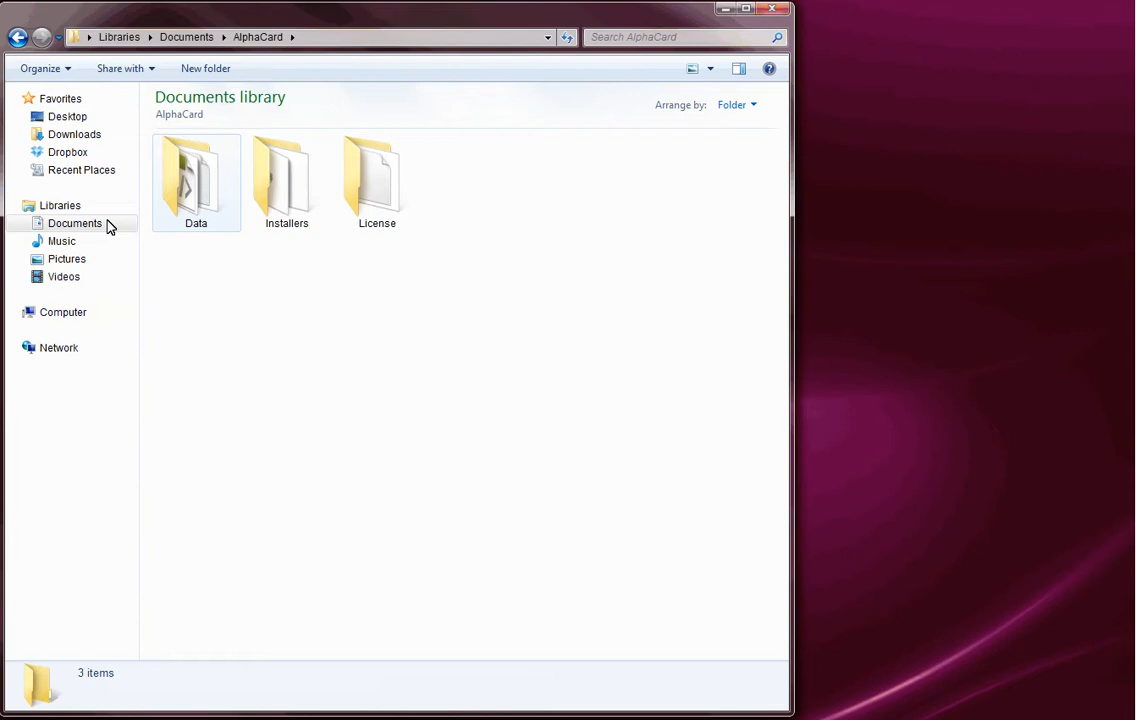 Libraries Documents AlphaCard
Search AlphaCard
Organize Share with New folder
Favorites
Desktop
Downloads
Dropbox
Recent Places
Libraries
Documents
Music
Pictures
Videos
Computer
Network
Documents library
AlphaCard
Arrange by: Folder
Data Installers License
3 items